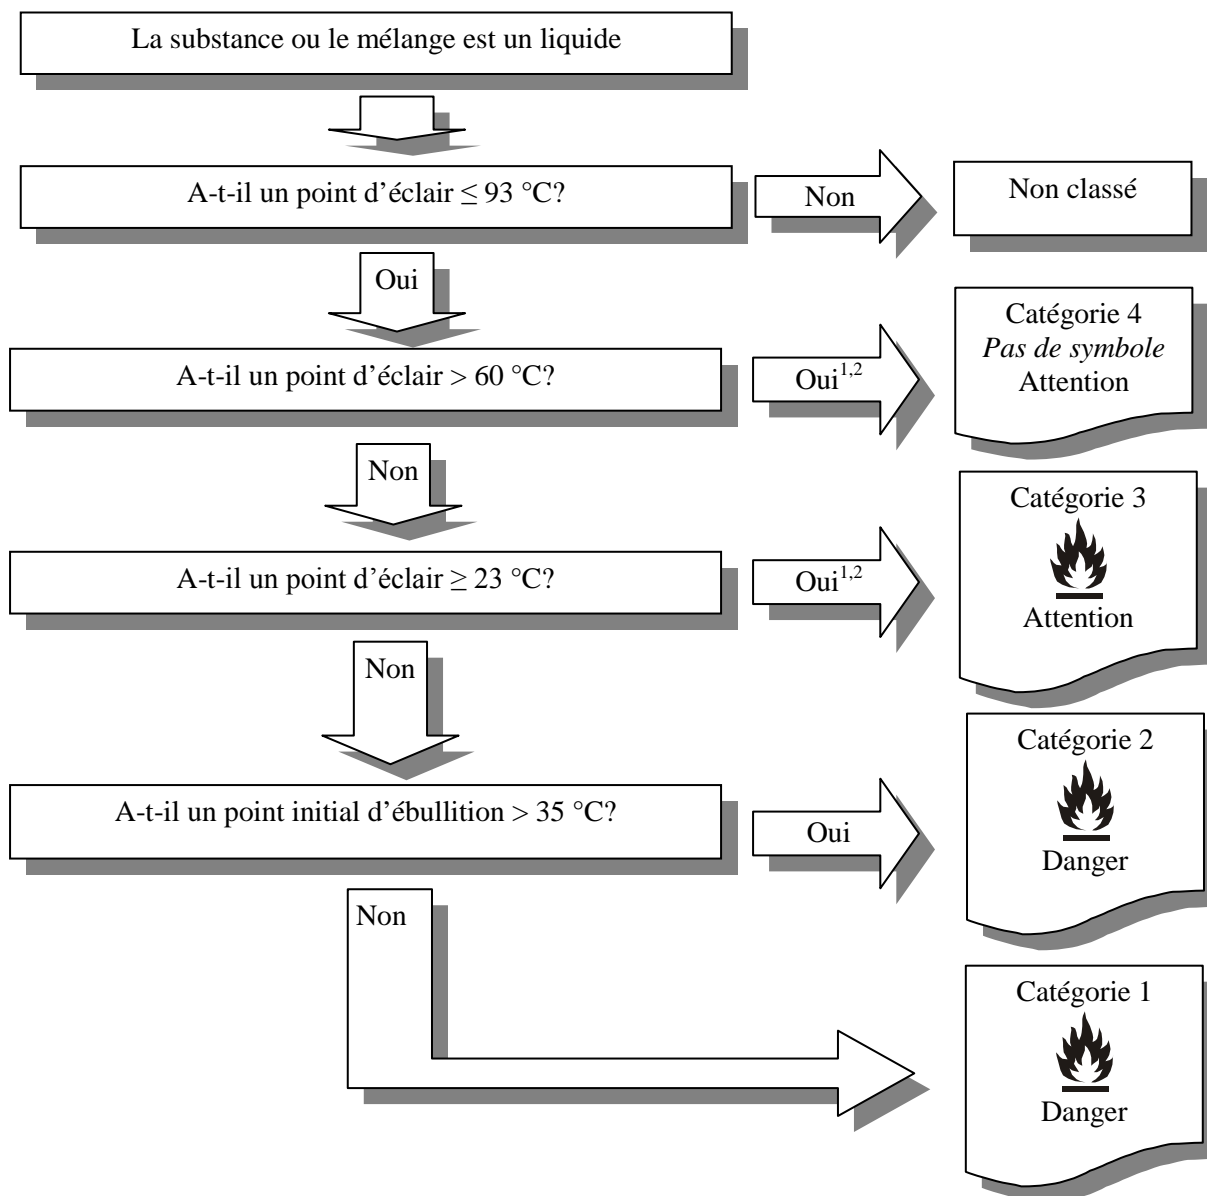 La substance ou le mélange est un liquide
A-t-il un point d’éclair ≤ 93 °C?
Non
Non classé
Oui
A-t-il un point d'éclair > 60 °C?
Oui1,2
Catégorie 4
Pas de symbole
Attention
Non
A-t-il un point d'éclair ≥ 23 °C?
Oui1,2
Catégorie 3
Attention
Non
A-t-il un point initial d’ébullition > 35 °C?
Oui
Catégorie 2
Danger
Non
Catégorie 1
Danger